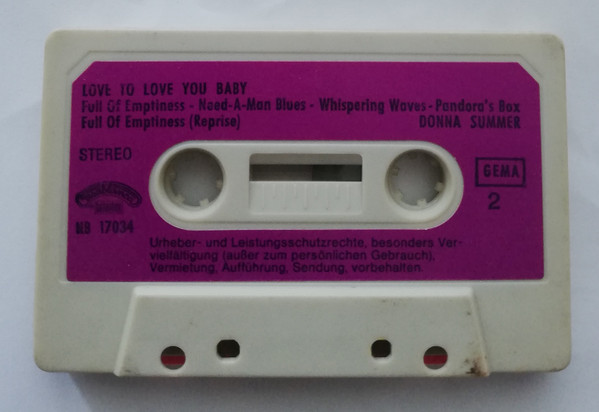 LOVE TO LOVE YOU BABY
Full Of Emptiness - Need-A-Man Blues - Whispering Waves - Pandora's Box
Full Of Emptiness (Reprise) DONNA SUMMER
STEREO
GEMA
2
NB 17034
Urheber- und Leistungsschutzrechte, besonders Ver-
vielfältigung (außer zum persönlichen Gebrauch),
Vermietung, Aufführung, Sendung, vorbehalten.